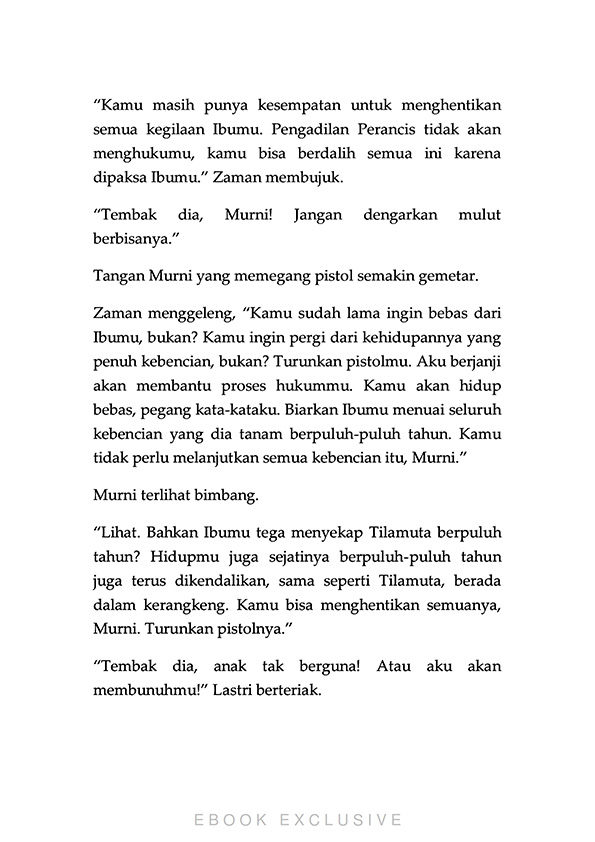 “Kamu masih punya kesempatan untuk menghentikan
semua kegilaan Ibumu. Pengadilan Perancis tidak akan
menghukumu, kamu bisa berdalih semua ini karena
dipaksa Ibumu.” Zaman membujuk.
“Tembak dia, Murni! Jangan dengarkan mulut
berbisanya.”
Tangan Murni yang memegang pistol semakin gemetar.
Zaman menggeleng, “Kamu sudah lama ingin bebas dari
Ibumu, bukan? Kamu ingin pergi dari kehidupannya yang
penuh kebencian, bukan? Turunkan pistolmu. Aku berjanji
akan membantu proses hukummu. Kamu akan hidup
bebas, pegang kata-kataku. Biarkan Ibumu menuai seluruh
kebencian yang dia tanam berpuluh-puluh tahun. Kamu
tidak perlu melanjutkan semua kebencian itu, Murni.”
Murni terlihat bimbang.
“Lihat. Bahkan Ibumu tega menyekap Tilamuta berpuluh
tahun? Hidupmu juga sejatinya berpuluh-puluh tahun
juga terus dikendalikan, sama seperti Tilamuta, berada
dalam kerangkeng. Kamu bisa menghentikan semuanya,
Murni. Turunkan pistolnya.”
“Tembak dia, anak tak berguna! Atau aku akan
membunuhmu!” Lastri berteriak.
EBOOK EXCLUSIVE